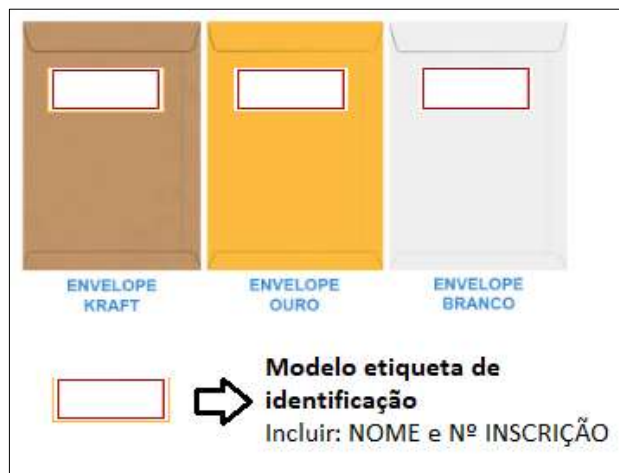 ENVELOPE
KRAFT
ENVELOPE
OURO
ENVELOPE
BRANCO
Modelo etiqueta de
identificação
Incluir: NOME e Nº INSCRIÇÃO